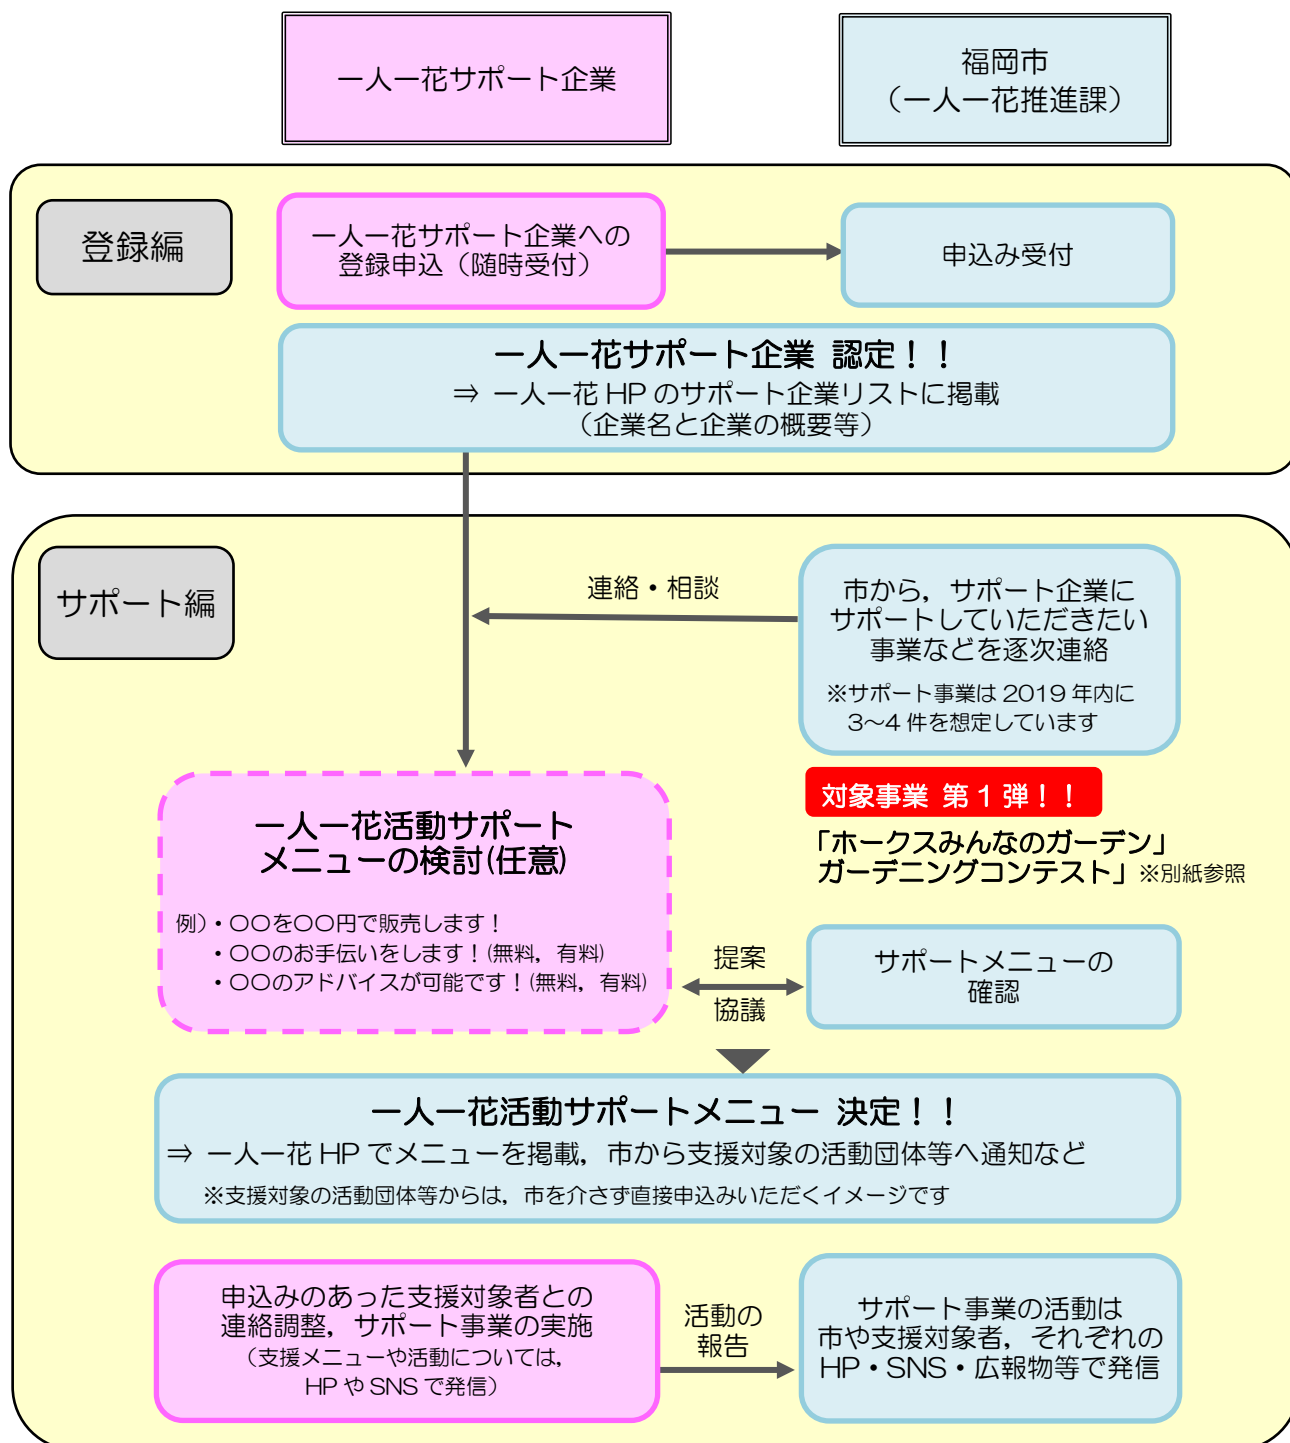 一人一花サポート企業
福岡市
（一人一花推進課）
登録編
一人一花サポート企業への
登録申込（随時受付）
申込み受付
一人一花サポート企業 認定！！
⇒ 一人一花 HP のサポート企業リストに掲載
（企業名と企業の概要等）
サポート編
連絡・相談
市から，サポート企業に
サポートしていただきたい
事業などを逐次連絡
※サポート事業は 2019 年内に
3～4 件を想定しています
対象事業 第 1 弾！！
「ホークスみんなのガーデン」
ガーデニングコンテスト」※別紙参照
一人一花活動サポート
メニューの検討(任意)
例）・〇〇を〇〇円で販売します！
・〇〇のお手伝いをします！(無料，有料)
・〇〇のアドバイスが可能です！(無料，有料)
提案
協議
サポートメニューの
確認
一人一花活動サポートメニュー 決定！！
⇒ 一人一花 HP でメニューを掲載，市から支援対象の活動団体等へ通知など
※支援対象の活動団体等からは，市を介さず直接申込みいただくイメージです
申込みのあった支援対象者との
連絡調整，サポート事業の実施
（支援メニューや活動については，
HP や SNS で発信）
活動の
報告
サポート事業の活動は
市や支援対象者，それぞれの
HP・SNS・広報物等で発信